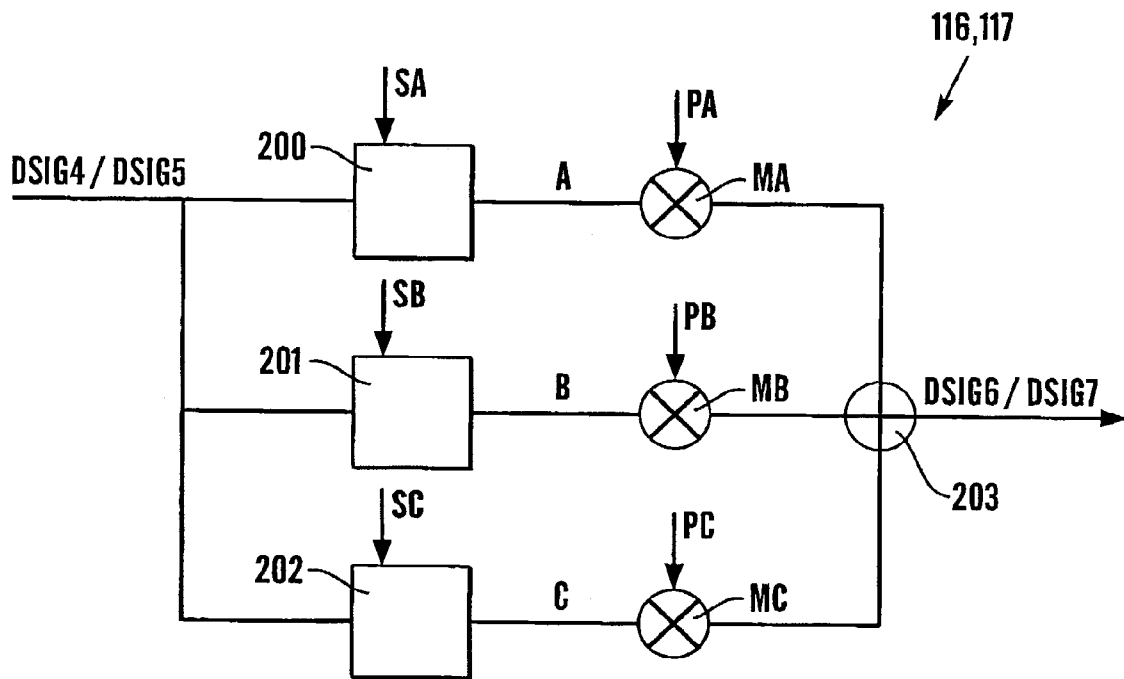 116,117
SA
PA
200
DSIG4 / DSIG5
A
MA
SB
PB
201
B
MB
DSIG6 / DSIG7
203
SC
PC
202
C
MC